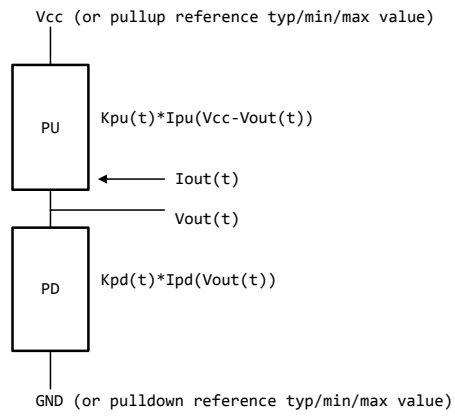 Vcc (or pullup reference typ/min/max value)
PU
Kpu(t)*Ipu(Vcc-Vout(t))
Iout(t)
Vout(t)
PD
Kpd(t)*Ipd(Vout(t))
GND (or pulldown reference typ/min/max value)